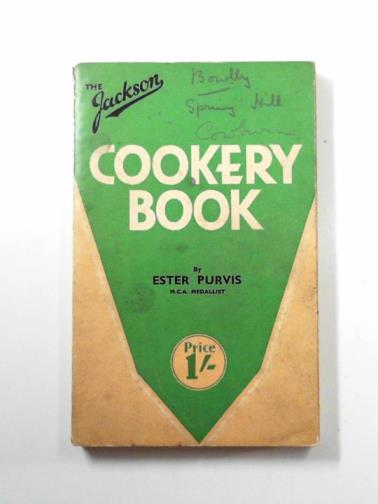 THE
Jackson
Bowlby
Spring Hill
COOKERY
BOOK
By
ESTER PURVIS
M.C.A. MEDALLIST
Price
1/-